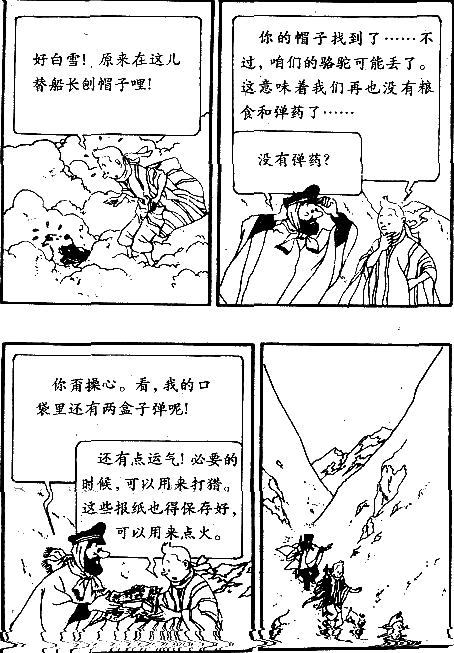 好白雪！原来在这儿
替船长刨帽子哩！
你的帽子找到了……不
过，咱们的骆驼可能丢了。
这意味着我们再也没有粮
食和弹药了……
没有弹药？
你甭操心。看，我的口
袋里还有两盒子弹呢！
还有点运气！必要的
时候，可以用来打猎。
这些报纸也得保存好，
可以用来点火。